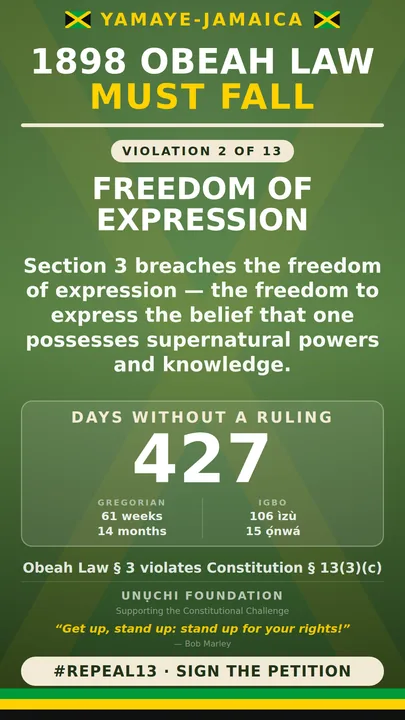 YAMAYE-JAMAICA
1898 OBEAH LAW
MUST FALL
VIOLATION 2 OF 13
FREEDOM OF
EXPRESSION
Section 3 breaches the freedom
of expression — the freedom to
express the belief that one
possesses supernatural powers
and knowledge.
DAYS WITHOUT A RULING
427
GREGORIAN
61 weeks
14 months
IGBO
106 ìzù
15 ọ́nwá
Obeah Law § 3 violates Constitution § 13(3)(c)
UNỤCHI FOUNDATION
Supporting the Constitutional Challenge
“Get up, stand up: stand up for your rights!”
— Bob Marley
#REPEAL13 · SIGN THE PETITION